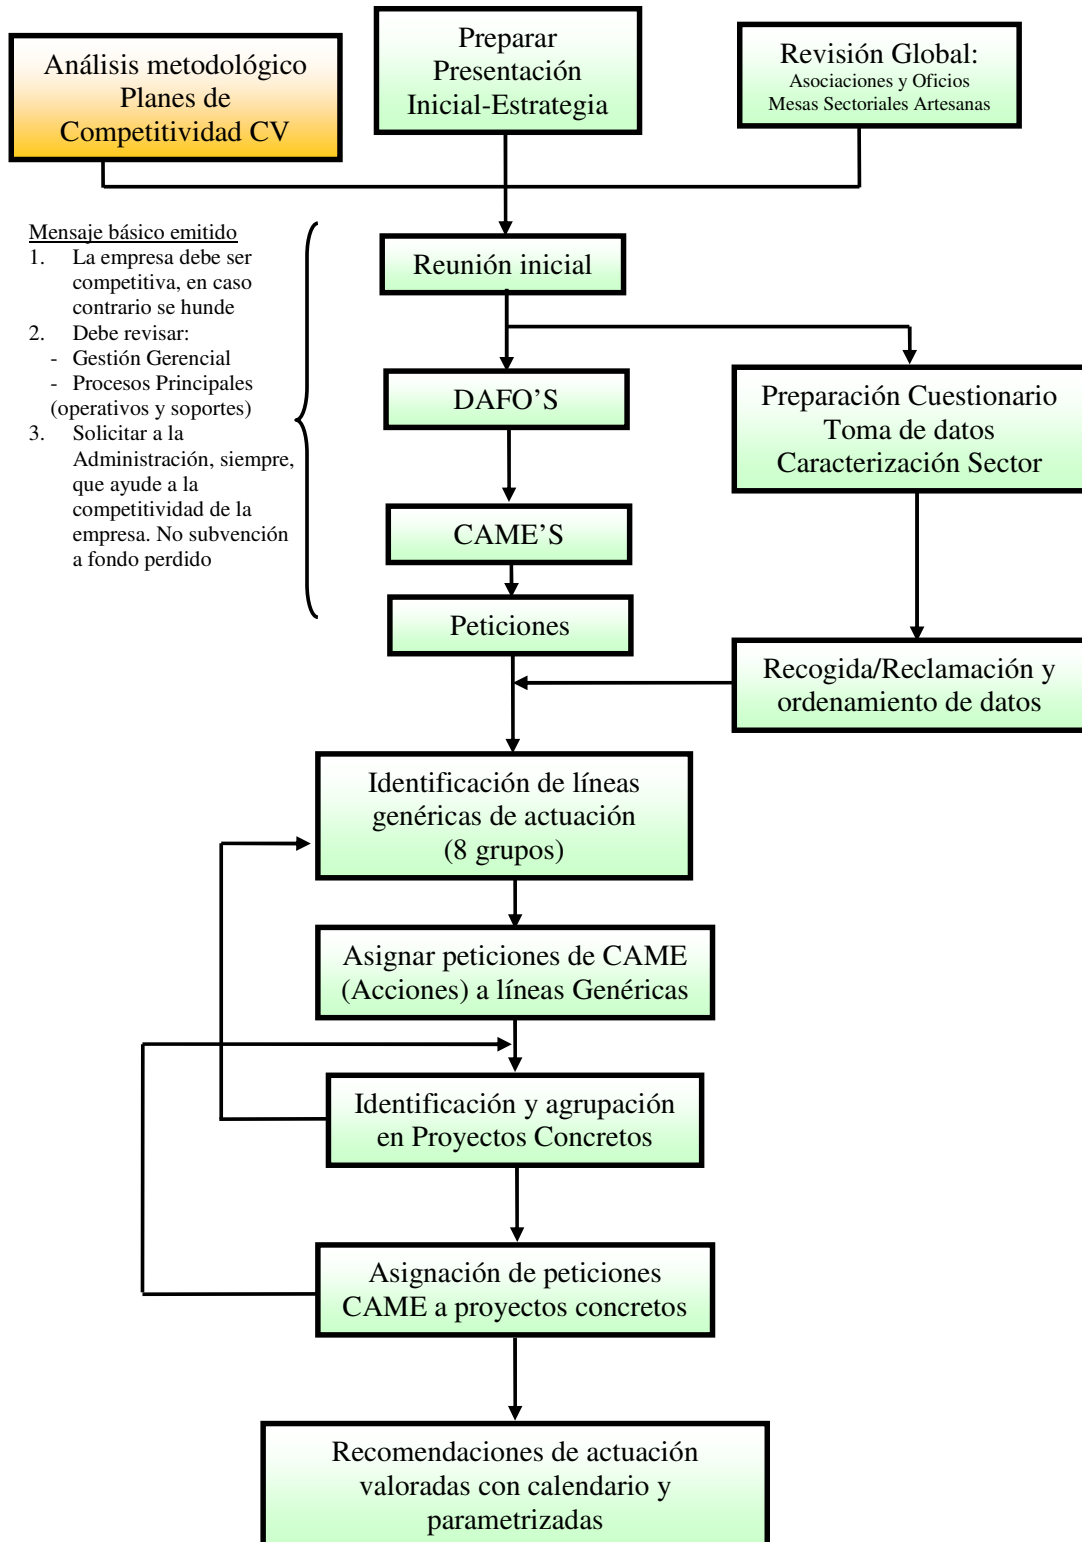 Análisis metodológico
Planes de
Competitividad CV
Preparar
Presentación
Inicial-Estrategia
Revisión Global:
Asociaciones y Oficios
Mesas Sectoriales Artesanas
Mensaje básico emitido
1. La empresa debe ser
competitiva, en caso
contrario se hunde
2. Debe revisar:
- Gestión Gerencial
- Procesos Principales
(operativos y soportes)
3. Solicitar a la
Administración, siempre,
que ayude a la
competitividad de la
empresa. No subvención
a fondo perdido
Reunión inicial
DAFO’S
Preparación Cuestionario
Toma de datos
Caracterización Sector
CAME’S
Peticiones
Recogida/Reclamación y
ordenamiento de datos
Identificación de líneas
genéricas de actuación
(8 grupos)
Asignar peticiones de CAME
(Acciones) a líneas Genéricas
Identificación y agrupación
en Proyectos Concretos
Asignación de peticiones
CAME a proyectos concretos
Recomendaciones de actuación
valoradas con calendario y
parametrizadas